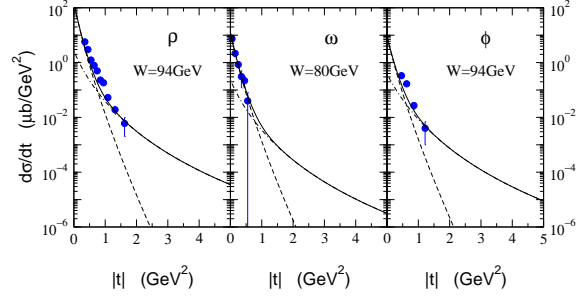 10² ρ ω φ 10²
W=94GeV W=80GeV W=94GeV
10⁰ 10⁰
10⁻² 10⁻²
10⁻⁴ 10⁻⁴
10⁻⁶ 10⁻⁶
dσ/dt (μb/GeV²)
0 1 2 3 4 0 1 2 3 4 0 1 2 3 4 5
|t| (GeV²) |t| (GeV²) |t| (GeV²)